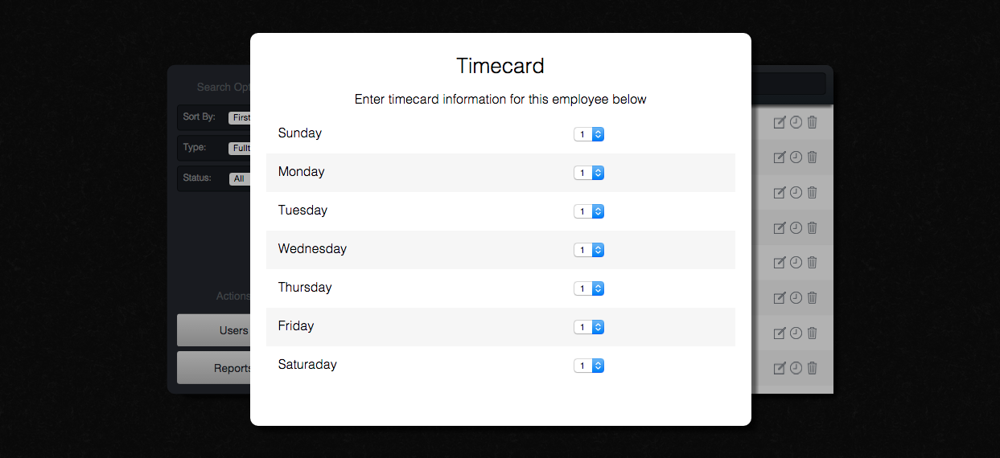 Timecard
Enter timecard information for this employee below
Sunday 1
Monday 1
Tuesday 1
Wednesday 1
Thursday 1
Friday 1
Saturaday 1
Search Opt
Sort By: First
Type: Fullt
Status: All
Actions
Users
Reports